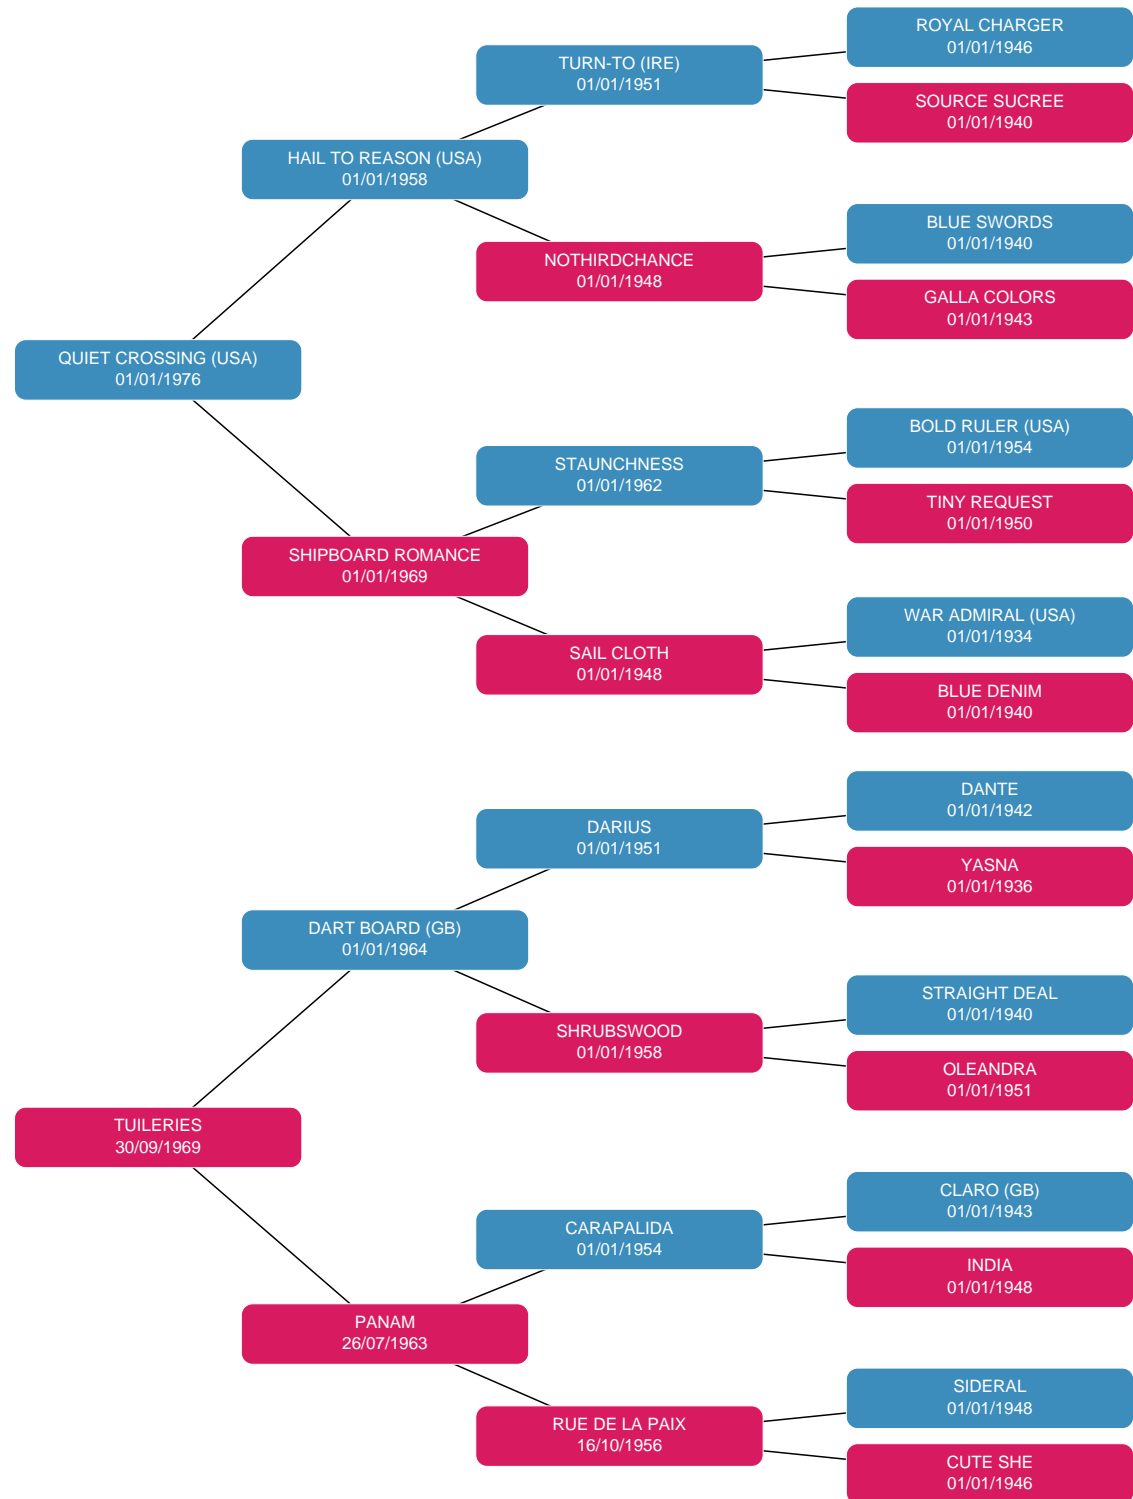 ROYAL CHARGER
01/01/1946
TURN-TO (IRE)
01/01/1951
SOURCE SUCREE
01/01/1940
HAIL TO REASON (USA)
01/01/1958
BLUE SWORDS
01/01/1940
NOTHIRDCHANCE
01/01/1948
GALLA COLORS
01/01/1943
QUIET CROSSING (USA)
01/01/1976
BOLD RULER (USA)
01/01/1954
STAUNCHNESS
01/01/1962
TINY REQUEST
01/01/1950
SHIPBOARD ROMANCE
01/01/1969
WAR ADMIRAL (USA)
01/01/1934
SAIL CLOTH
01/01/1948
BLUE DENIM
01/01/1940
DANTE
01/01/1942
DARIUS
01/01/1951
YASNA
01/01/1936
DART BOARD (GB)
01/01/1964
STRAIGHT DEAL
01/01/1940
SHRUBSWOOD
01/01/1958
OLEANDRA
01/01/1951
TUILERIES
30/09/1969
CLARO (GB)
01/01/1943
CARAPALIDA
01/01/1954
INDIA
01/01/1948
PANAM
26/07/1963
SIDERAL
01/01/1948
RUE DE LA PAIX
16/10/1956
CUTE SHE
01/01/1946